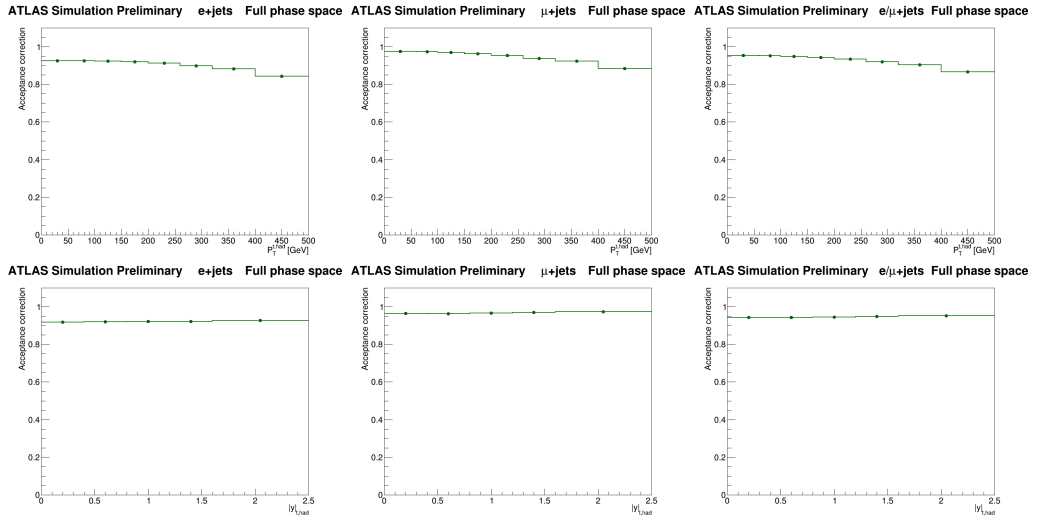 ATLAS Simulation Preliminary e+jets Full phase space
Acceptance correction
1
0.8
0.6
0.4
0.2
0
0 50 100 150 200 250 300 350 400 450 500
P_T^{t,had} [GeV]
ATLAS Simulation Preliminary μ+jets Full phase space
Acceptance correction
1
0.8
0.6
0.4
0.2
0
0 50 100 150 200 250 300 350 400 450 500
P_T^{t,had} [GeV]
ATLAS Simulation Preliminary e/μ+jets Full phase space
Acceptance correction
1
0.8
0.6
0.4
0.2
0
0 50 100 150 200 250 300 350 400 450 500
P_T^{t,had} [GeV]
ATLAS Simulation Preliminary e+jets Full phase space
Acceptance correction
1
0.8
0.6
0.4
0.2
0
0 0.5 1 1.5 2 2.5
|y|_{t,had}
ATLAS Simulation Preliminary μ+jets Full phase space
Acceptance correction
1
0.8
0.6
0.4
0.2
0
0 0.5 1 1.5 2 2.5
|y|_{t,had}
ATLAS Simulation Preliminary e/μ+jets Full phase space
Acceptance correction
1
0.8
0.6
0.4
0.2
0
0 0.5 1 1.5 2 2.5
|y|_{t,had}